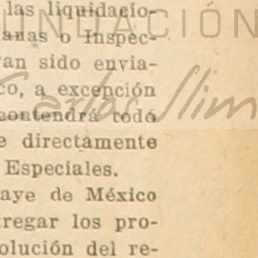 las liquidacio-
FUNDACIÓN
anas o Inspec-
an sido envia-
co, a excepción
Carlos Slim
contendrá todo
e directamente
Especiales.
aye de México
regar los pro-
olución del re-